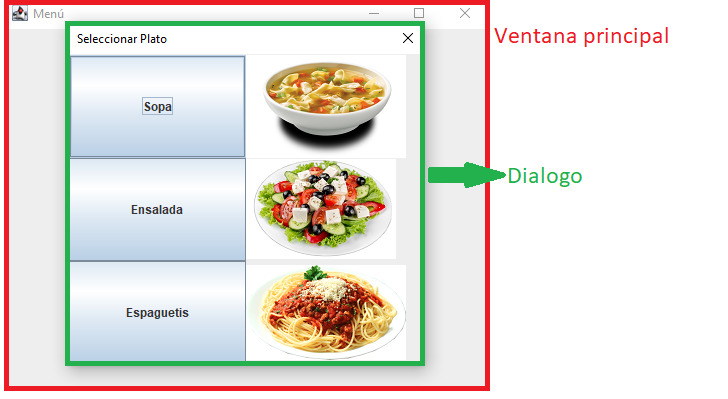 Menú
Ventana principal
Seleccionar Plato
Sopa
Dialogo
Ensalada
Espaguetis